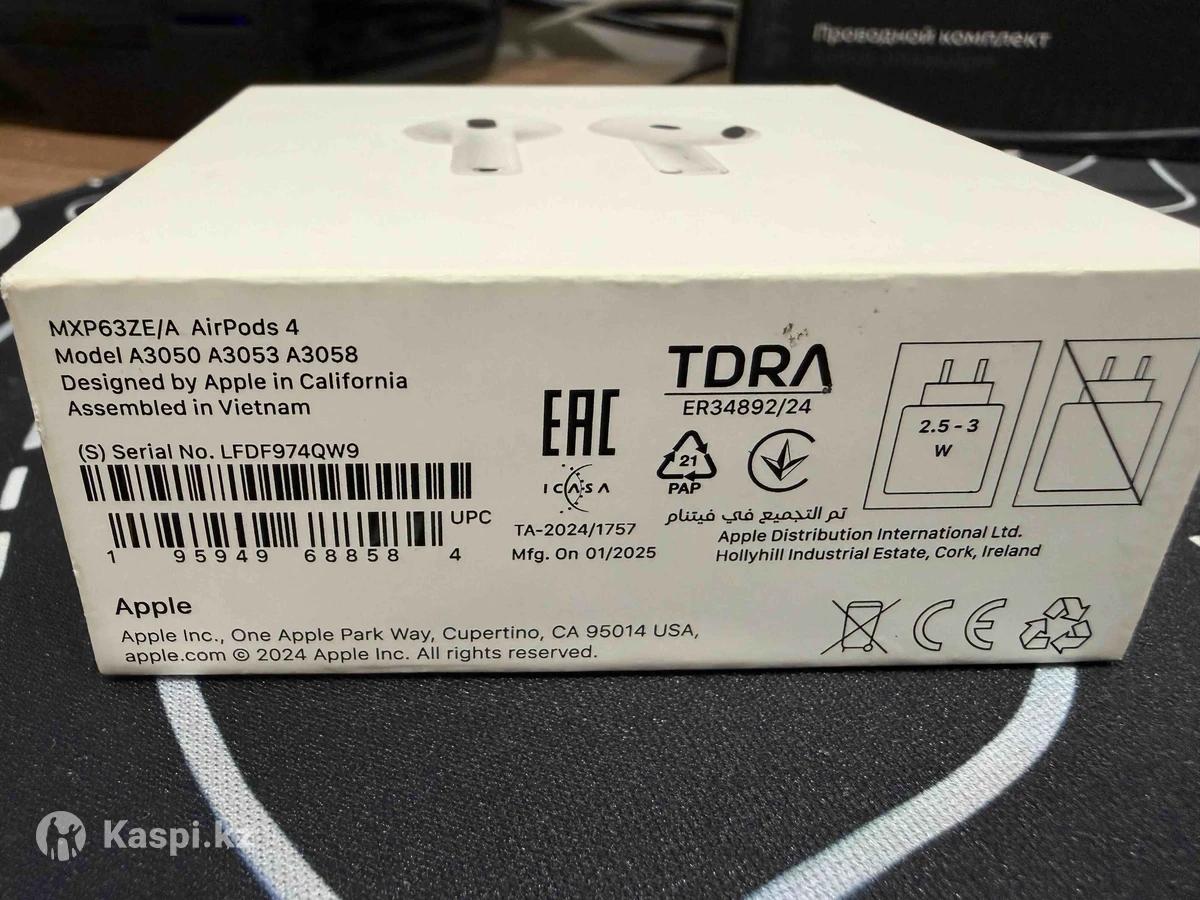 Проводной комплект
MXP63ZE/A AirPods 4
Model A3050 A3053 A3058
Designed by Apple in California
Assembled in Vietnam
(S) Serial No. LFDF974QW9
UPC
1 95949 68858 4
EAC
ICASA
TA-2024/1757
Mfg. On 01/2025
TDRA
ER34892/24
21
PAP
تم التجميع في فيتنام
Apple Distribution International Ltd.
Hollyhill Industrial Estate, Cork, Ireland
2.5 - 3
W
Apple
Apple Inc., One Apple Park Way, Cupertino, CA 95014 USA,
apple.com © 2024 Apple Inc. All rights reserved.
CE
Kaspi.kz